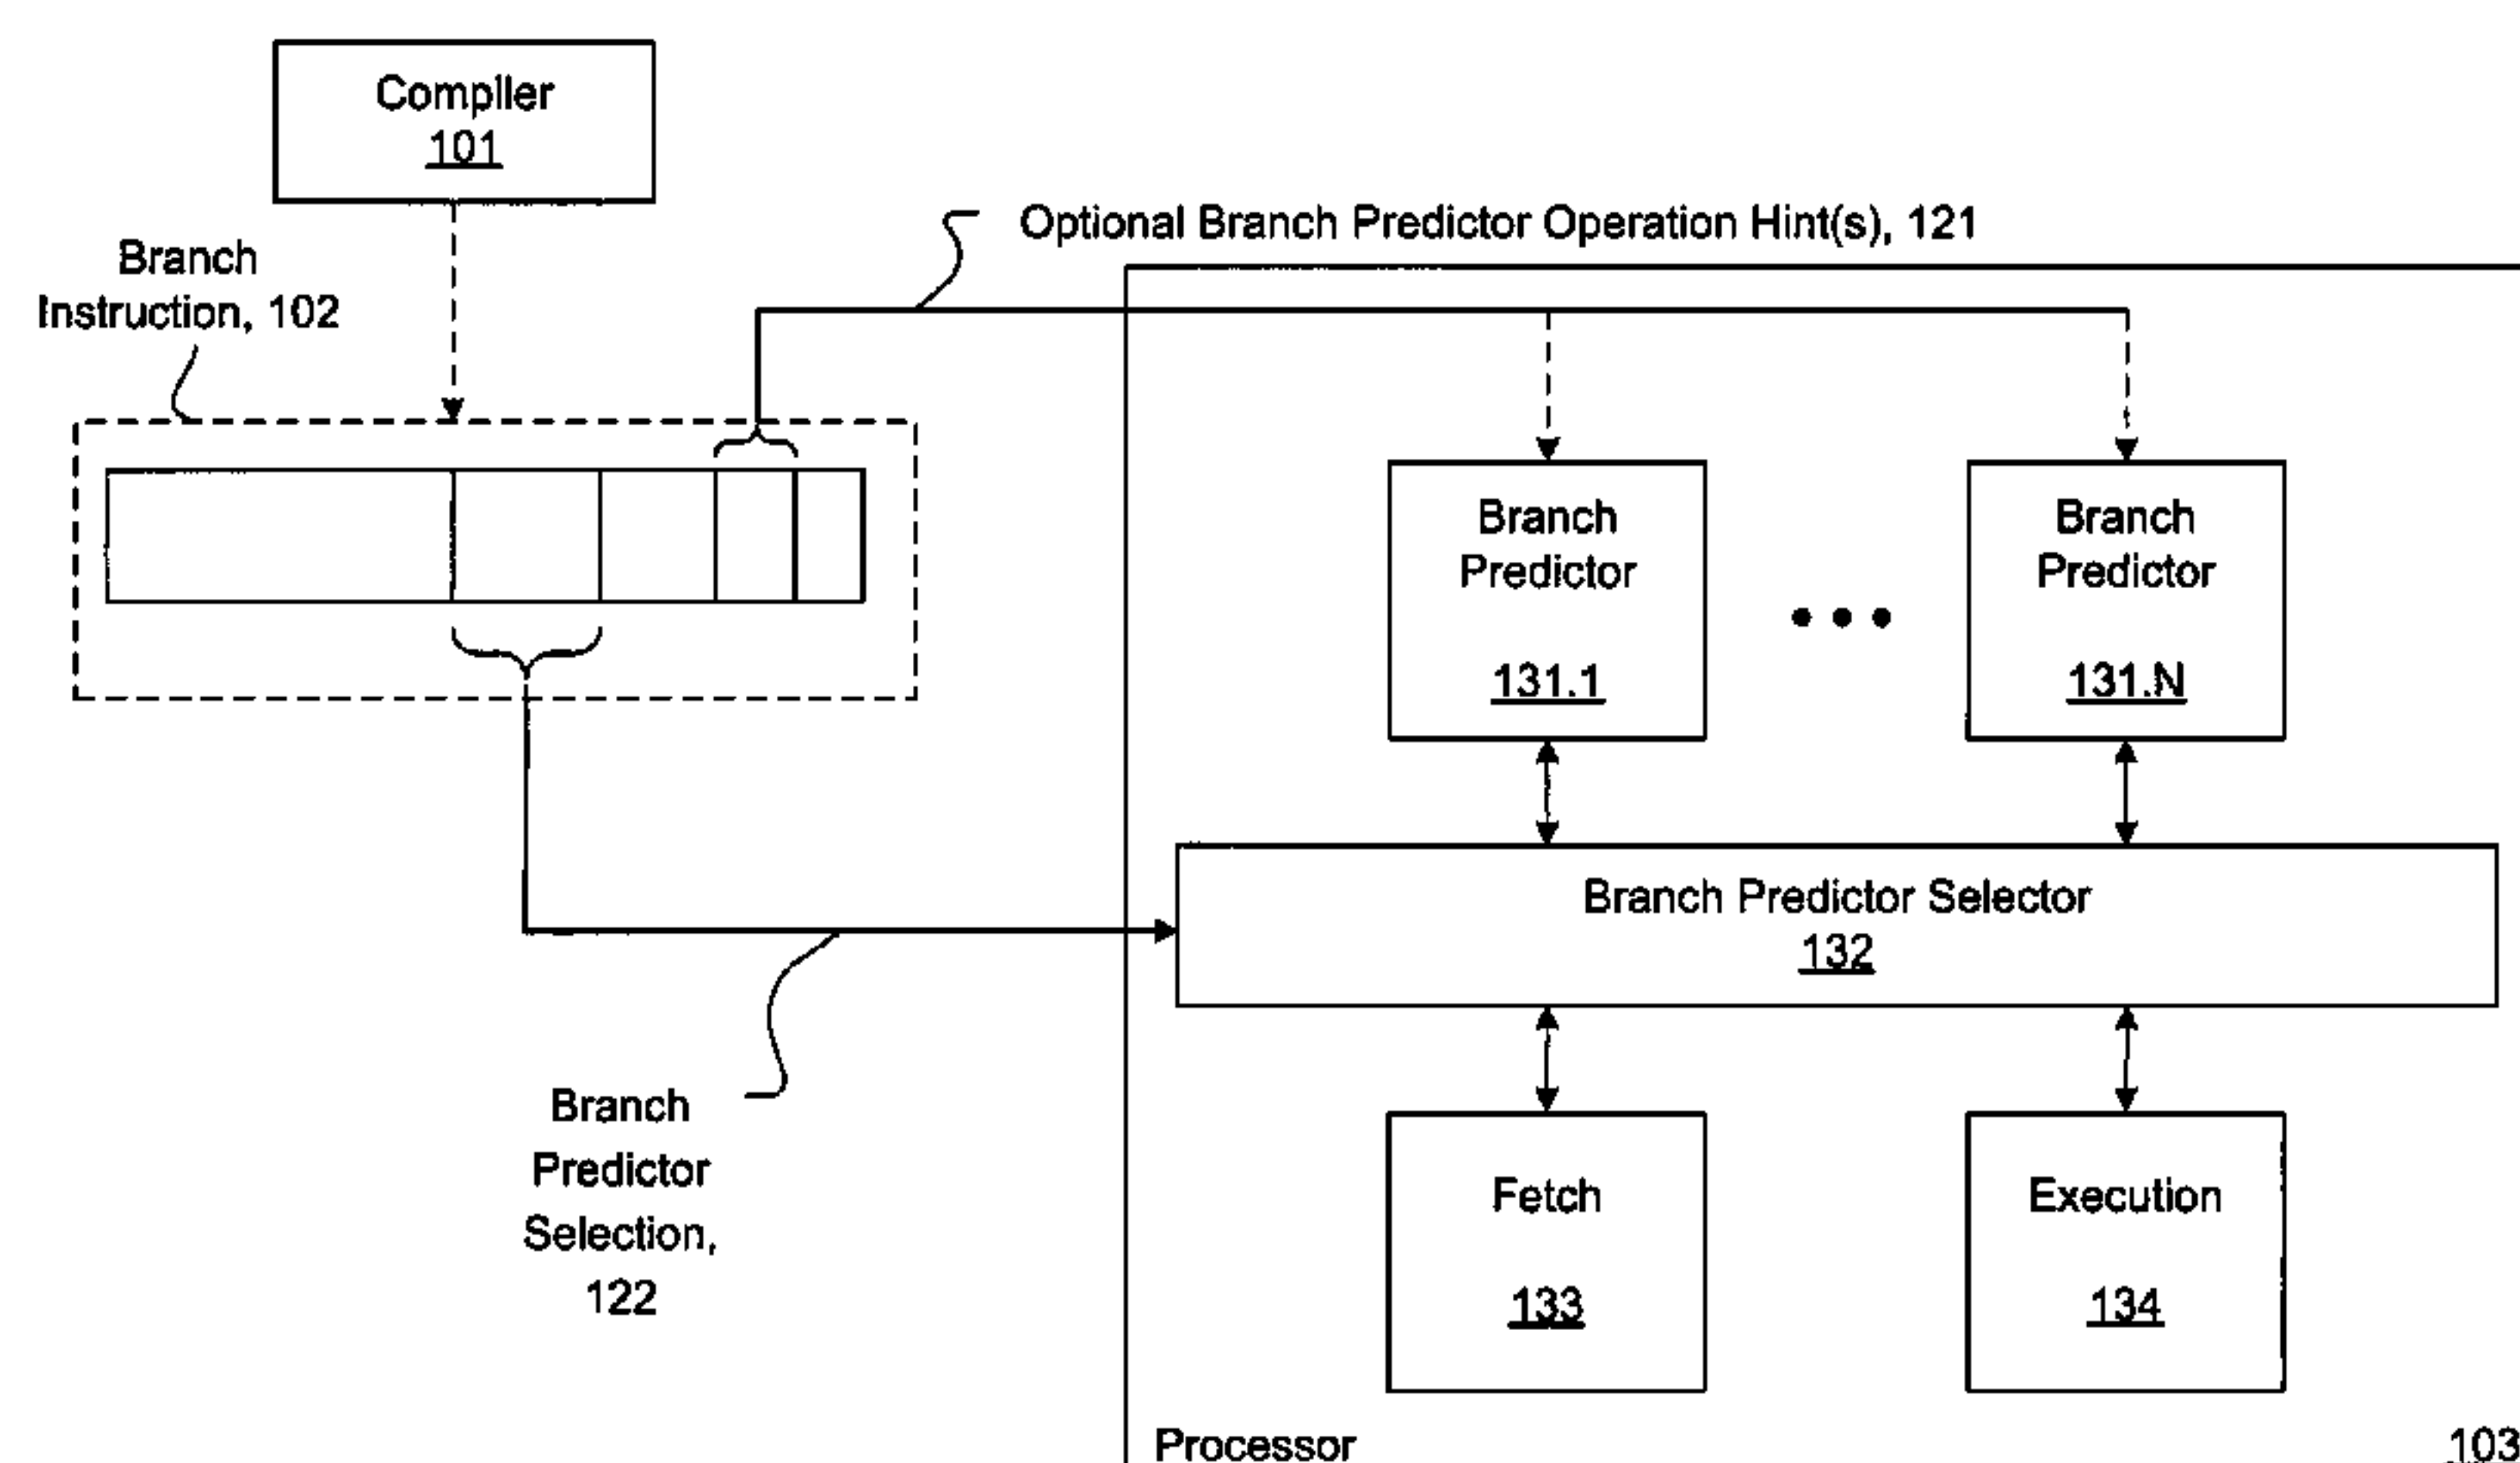 Compiler
101
Optional Branch Predictor Operation Hint(s), 121
Branch
Instruction, 102
Branch
Predictor
131.1
Branch
Predictor
131.N
Branch Predictor Selector
132
Branch
Predictor
Selection,
122
Fetch
133
Execution
134
Processor
103